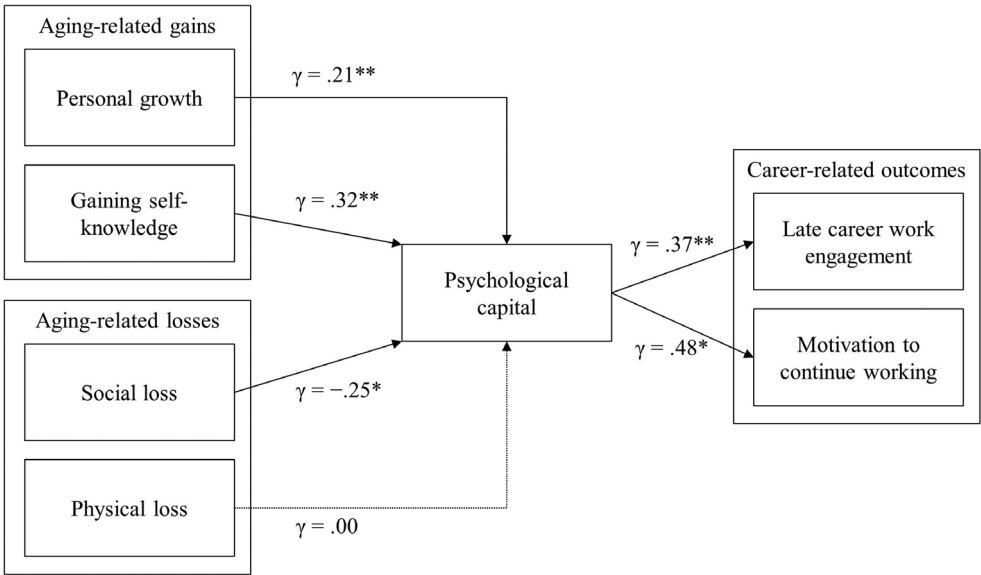 Aging-related gains
Personal growth
γ = .21**
Gaining self-
knowledge
γ = .32**
Aging-related losses
Social loss
γ = −.25*
Physical loss
γ = .00
Psychological
capital
γ = .37**
γ = .48*
Career-related outcomes
Late career work
engagement
Motivation to
continue working